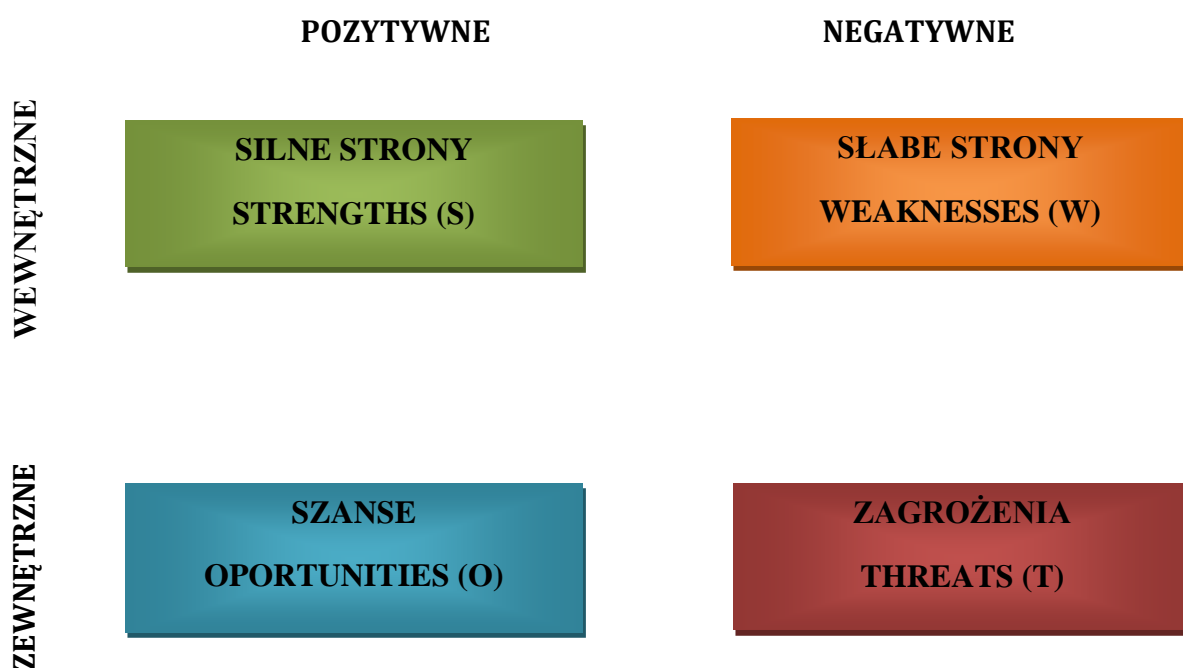 POZYTYWNE
NEGATYWNE
WEWNĘTRZNE
SILNE STRONY
STRENGTHS (S)
SŁABE STRONY
WEAKNESSES (W)
ZEWNĘTRZNE
SZANSE
OPORTUNITIES (O)
ZAGROŻENIA
THREATS (T)